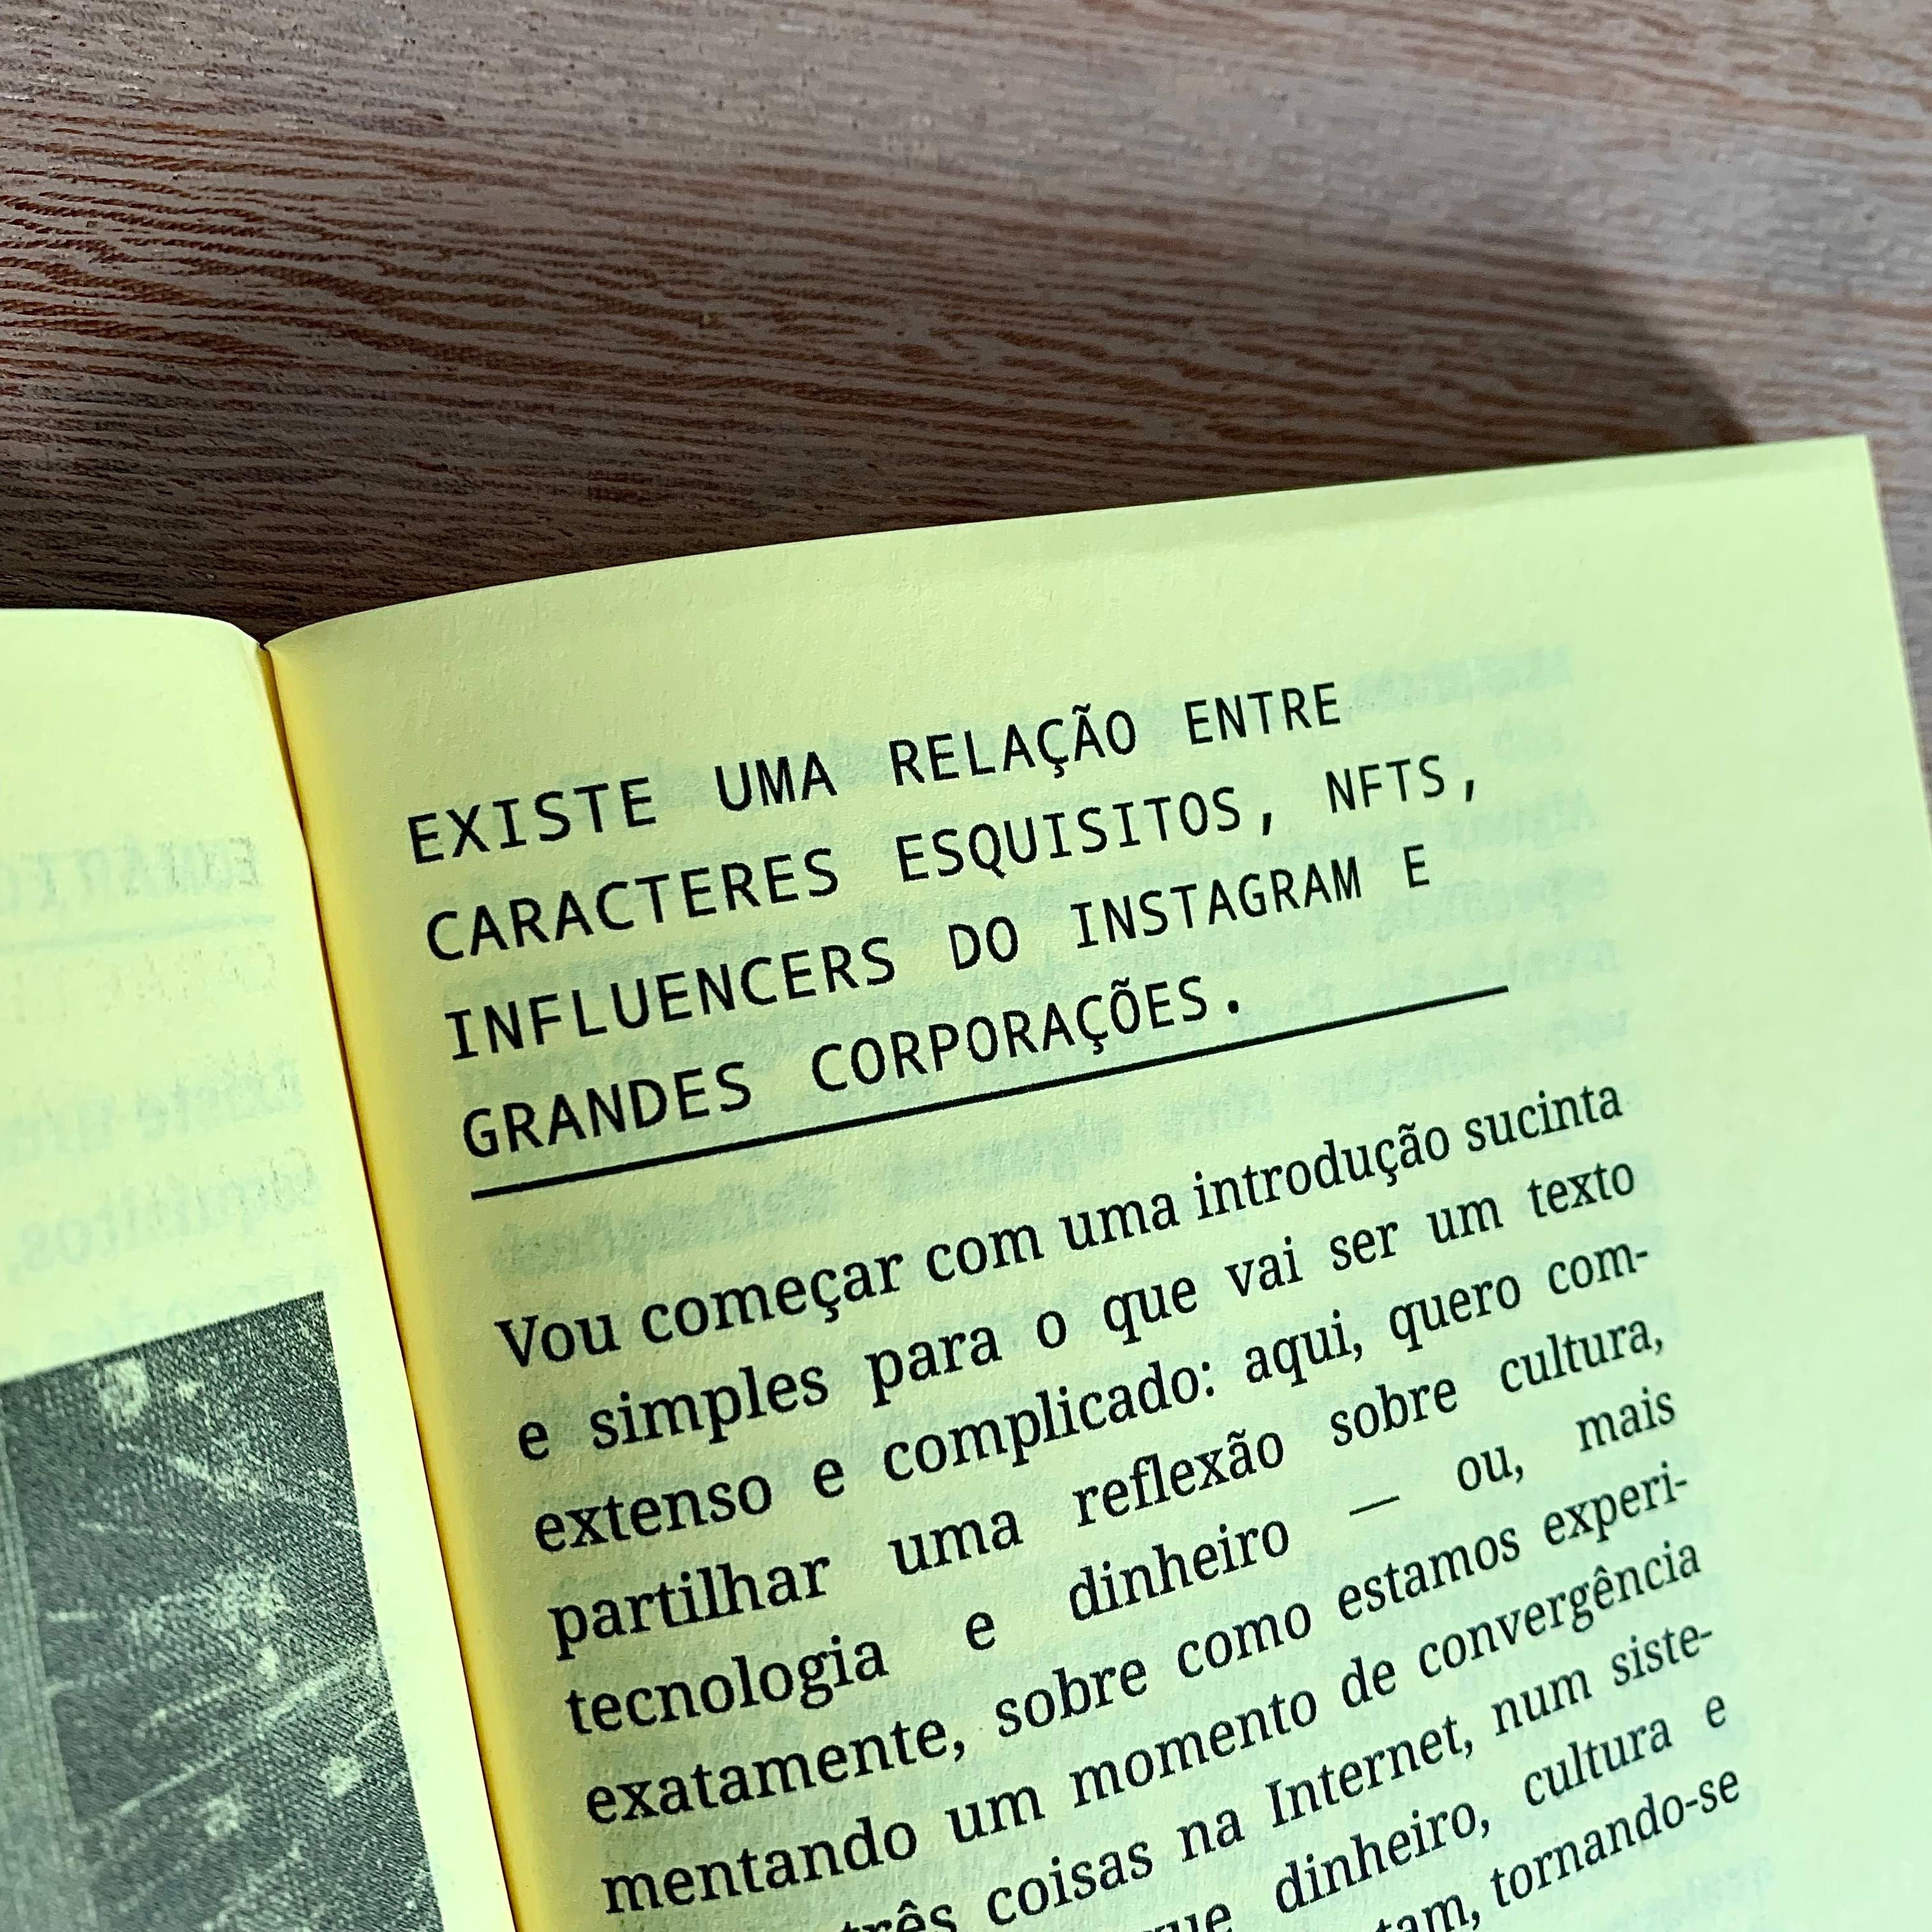 EXISTE UMA RELAÇÃO ENTRE
CARACTERES ESQUISITOS, NFTS,
INFLUENCERS DO INSTAGRAM E
GRANDES CORPORAÇÕES.
Vou começar com uma introdução sucinta
e simples para o que vai ser um texto
extenso e complicado: aqui, quero com-
partilhar uma reflexão sobre cultura,
tecnologia e dinheiro — ou, mais
exatamente, sobre como estamos experi-
mentando um momento de convergência
três coisas na Internet, num siste-
dinheiro, cultura e
tornando-se